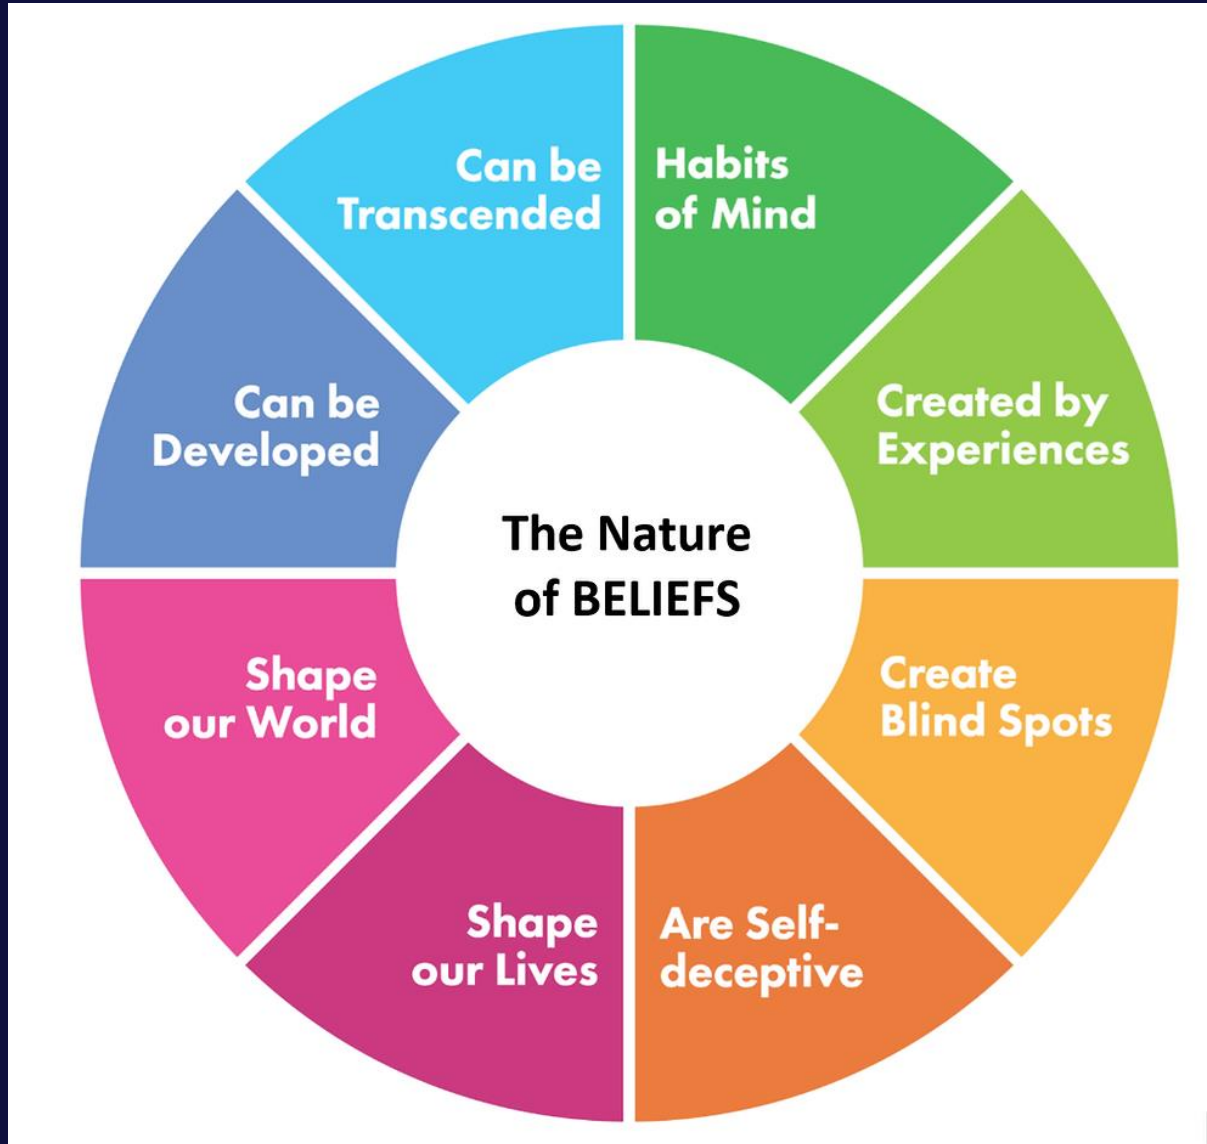 The Nature
of BELIEFS
Habits
of Mind
Created by
Experiences
Create
Blind Spots
Are Self-
deceptive
Shape
our Lives
Shape
our World
Can be
Developed
Can be
Transcended